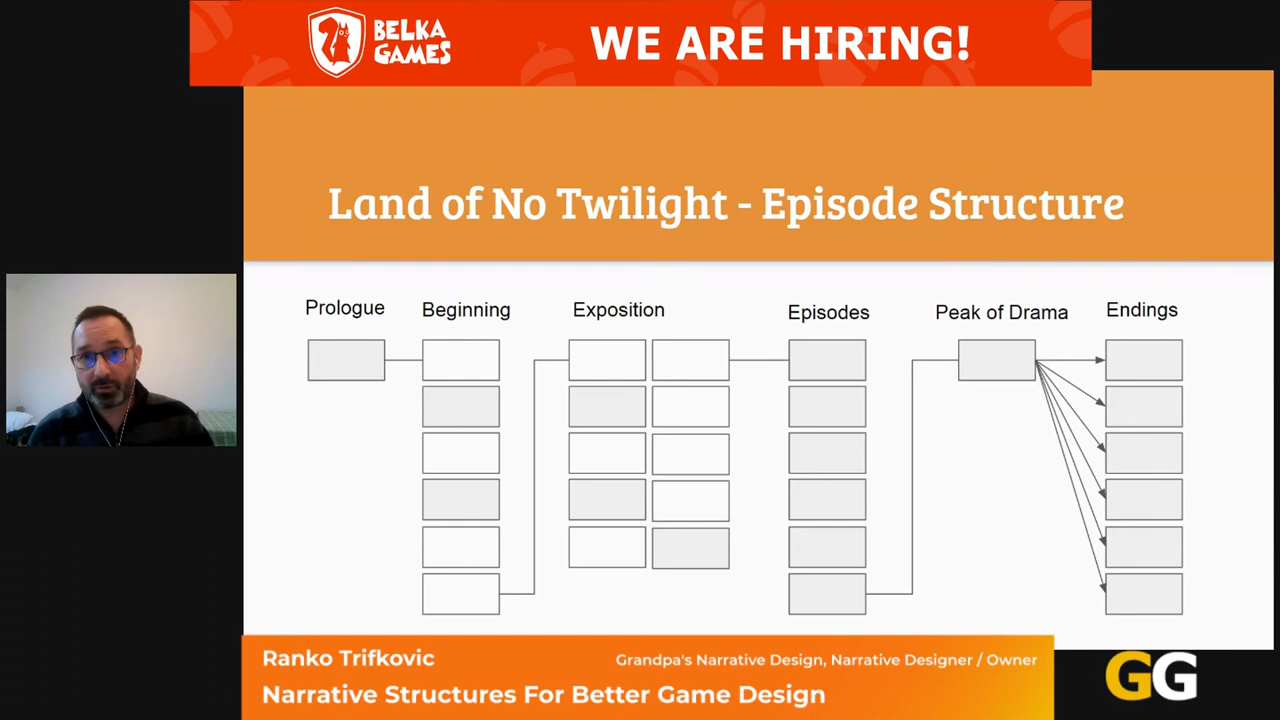 BELKA
GAMES
WE ARE HIRING!
Land of No Twilight - Episode Structure
Prologue
Beginning
Exposition
Episodes
Peak of Drama
Endings
Ranko Trifkovic
Grandpa's Narrative Design, Narrative Designer / Owner
Narrative Structures For Better Game Design
GG